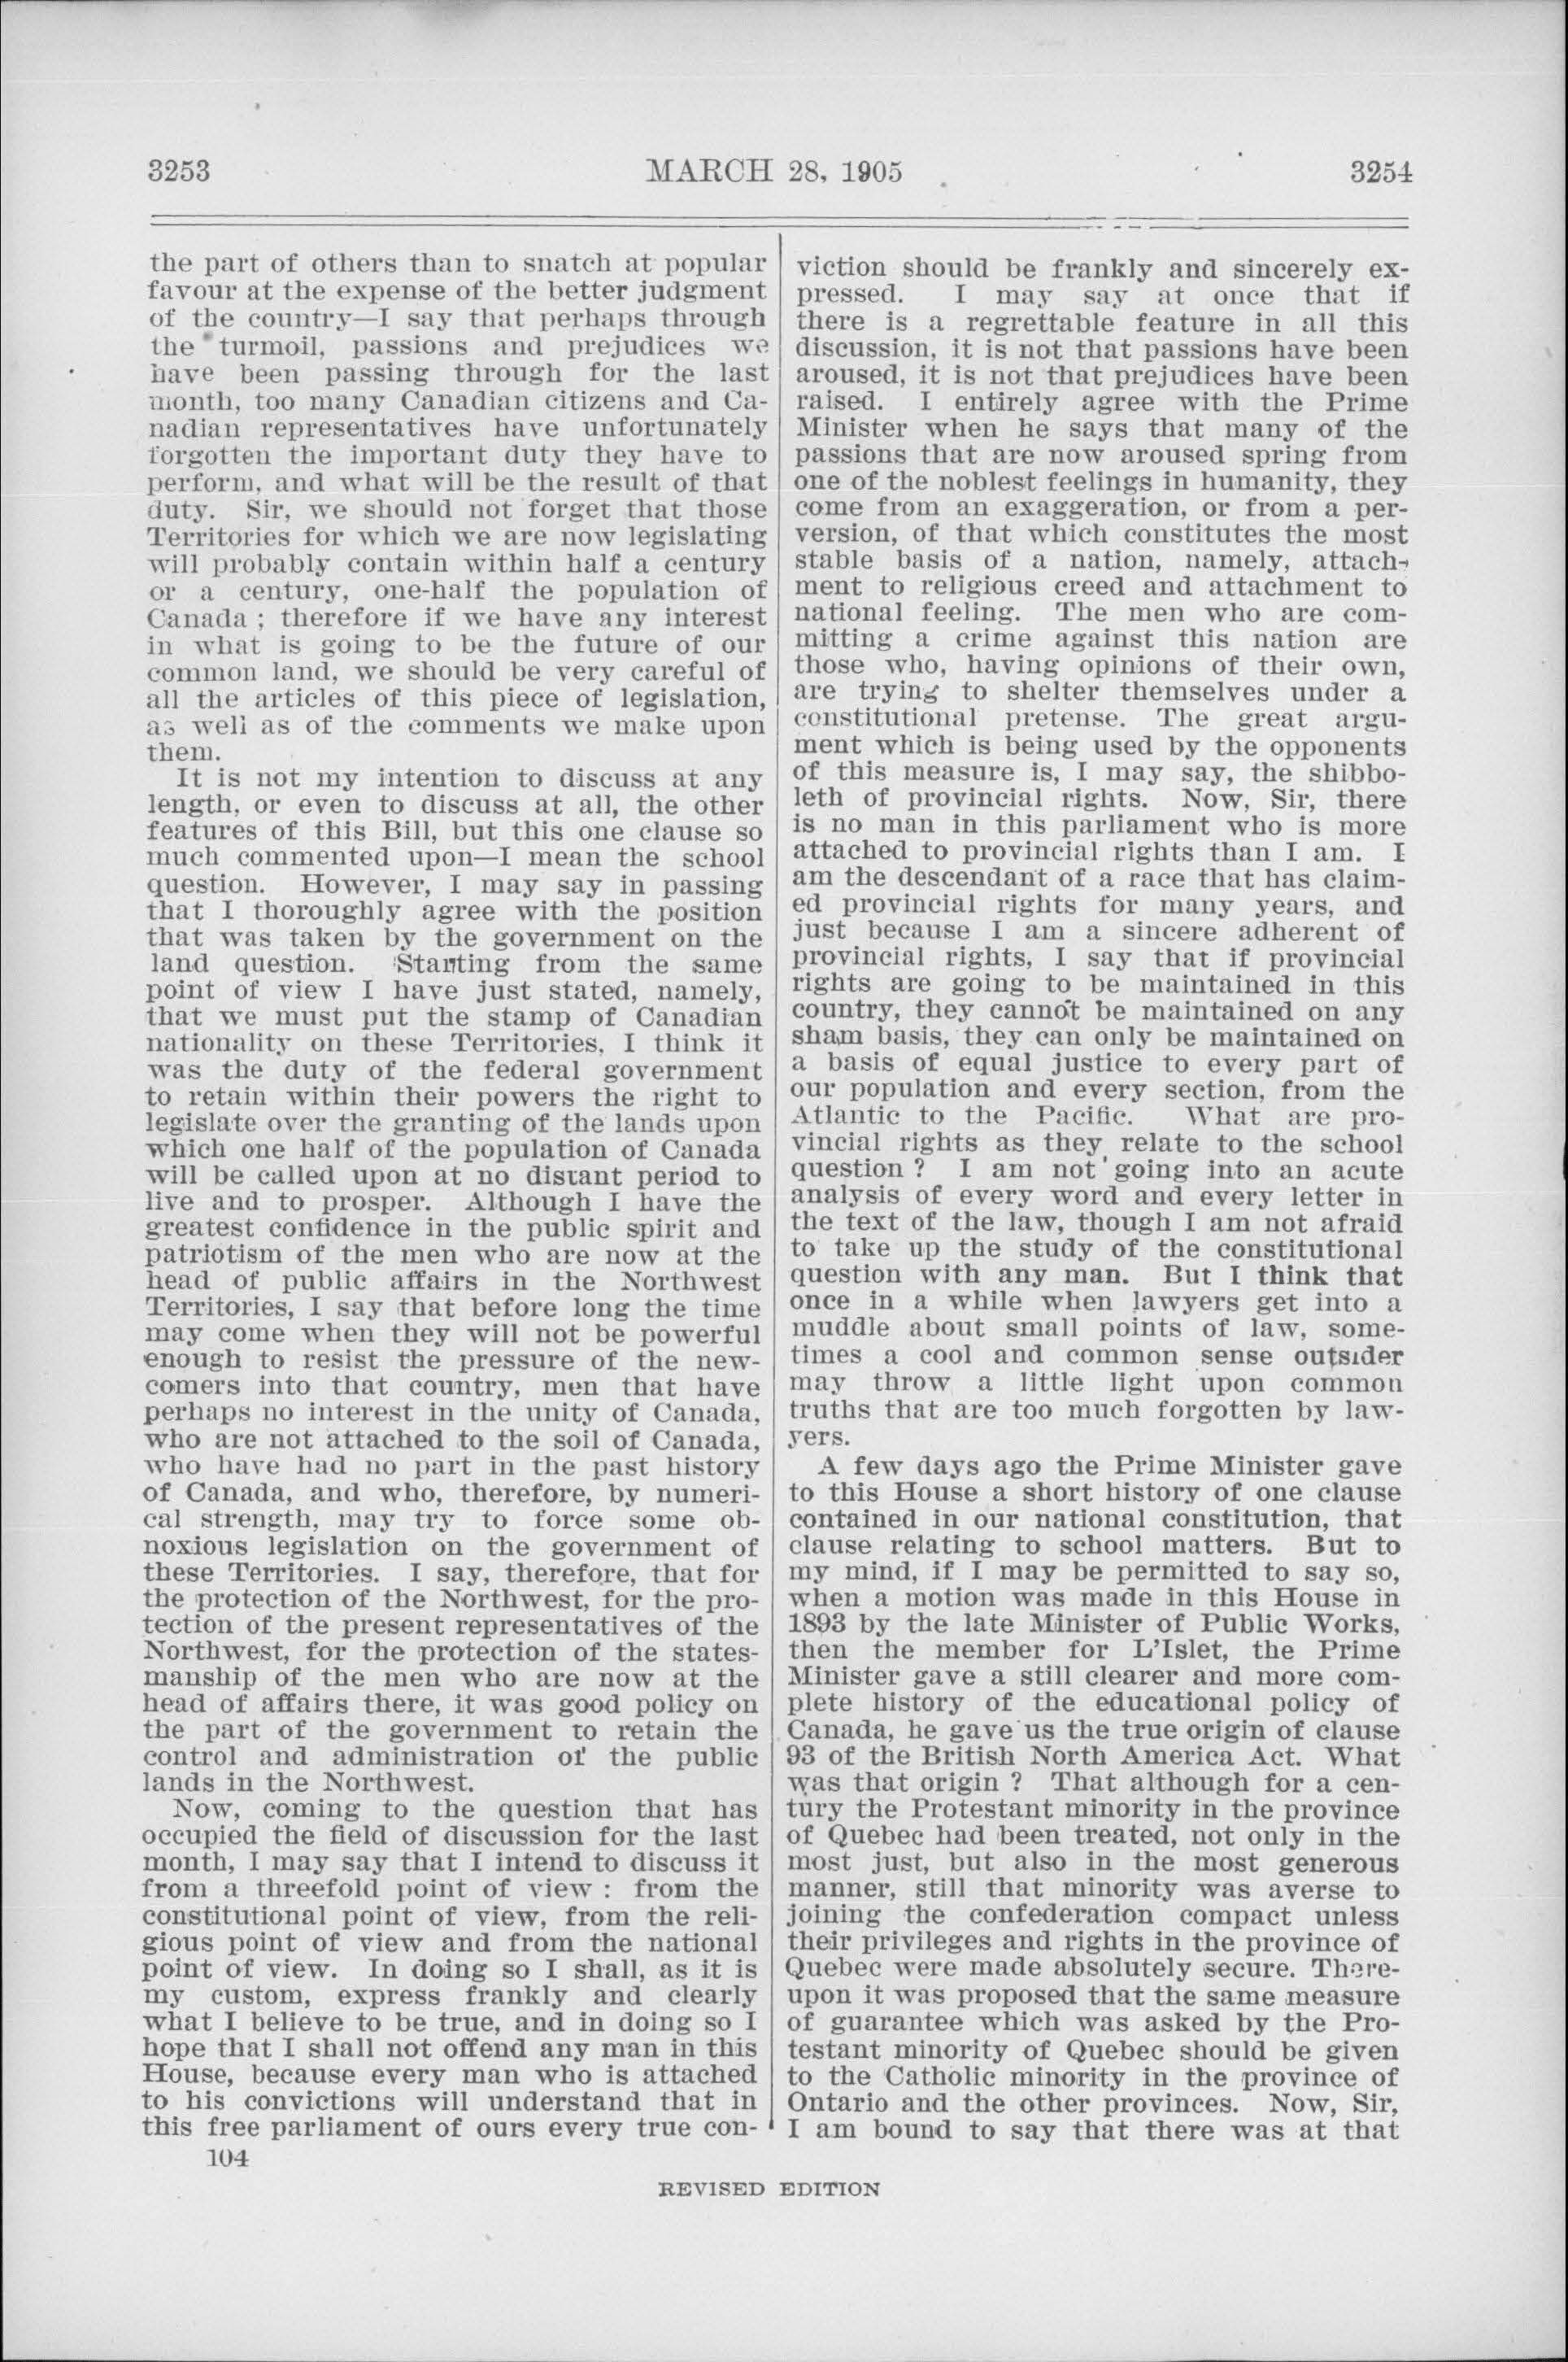 3253 MARCH 28, 1905 3254
the part of others than to snatch at popular
favour at the expense of the better judgment
of the country—I say that perhaps through
the turmoil, passions and prejudices we
have been passing through for the last
month, too many Canadian citizens and Ca-
nadian representatives have unfortunately
forgotten the important duty they have to
perform, and what will be the result of that
duty. Sir, we should not forget that those
Territories for which we are now legislating
will probably contain within half a century
or a century, one-half the population of
Canada ; therefore if we have any interest
in what is going to be the future of our
common land, we should be very careful of
all the articles of this piece of legislation,
as well as of the comments we make upon
them.
It is not my intention to discuss at any
length, or even to discuss at all, the other
features of this Bill, but this one clause so
much commented upon—I mean the school
question. However, I may say in passing
that I thoroughly agree with the position
that was taken by the government on the
land question. Starting from the same
point of view I have just stated, namely,
that we must put the stamp of Canadian
nationality on these Territories, I think it
was the duty of the federal government
to retain within their powers the right to
legislate over the granting of the lands upon
which one half of the population of Canada
will be called upon at no distant period to
live and to prosper. Although I have the
greatest confidence in the public spirit and
patriotism of the men who are now at the
head of public affairs in the Northwest
Territories, I say that before long the time
may come when they will not be powerful
enough to resist the pressure of the new-
comers into that country, men that have
perhaps no interest in the unity of Canada,
who are not attached to the soil of Canada,
who have had no part in the past history
of Canada, and who, therefore, by numeri-
cal strength, may try to force some ob-
noxious legislation on the government of
these Territories. I say, therefore, that for
the protection of the Northwest, for the pro-
tection of the present representatives of the
Northwest, for the protection of the states-
manship of the men who are now at the
head of affairs there, it was good policy on
the part of the government to retain the
control and administration of the public
lands in the Northwest.
Now, coming to the question that has
occupied the field of discussion for the last
month, I may say that I intend to discuss it
from a threefold point of view : from the
constitutional point of view, from the reli-
gious point of view and from the national
point of view. In doing so I shall, as it is
my custom, express frankly and clearly
what I believe to be true, and in doing so I
hope that I shall not offend any man in this
House, because every man who is attached
to his convictions will understand that in
this free parliament of ours every true con-
104
viction should be frankly and sincerely ex-
pressed. I may say at once that if
there is a regrettable feature in all this
discussion, it is not that passions have been
aroused, it is not that prejudices have been
raised. I entirely agree with the Prime
Minister when he says that many of the
passions that are now aroused spring from
one of the noblest feelings in humanity, they
come from an exaggeration, or from a per-
version, of that which constitutes the most
stable basis of a nation, namely, attach-
ment to religious creed and attachment to
national feeling. The men who are com-
mitting a crime against this nation are
those who, having opinions of their own,
are trying to shelter themselves under a
constitutional pretense. The great argu-
ment which is being used by the opponents
of this measure is, I may say, the shibbo-
leth of provincial rights. Now, Sir, there
is no man in this parliament who is more
attached to provincial rights than I am. I
am the descendant of a race that has claim-
ed provincial rights for many years, and
just because I am a sincere adherent of
provincial rights, I say that if provincial
rights are going to be maintained in this
country, they cannot be maintained on any
sham basis, they can only be maintained on
a basis of equal justice to every part of
our population and every section, from the
Atlantic to the Pacific. What are pro-
vincial rights as they relate to the school
question ? I am not going into an acute
analysis of every word and every letter in
the text of the law, though I am not afraid
to take up the study of the constitutional
question with any man. But I think that
once in a while when lawyers get into a
muddle about small points of law, some-
times a cool and common sense outsider
may throw a little light upon common
truths that are too much forgotten by law-
yers.
A few days ago the Prime Minister gave
to this House a short history of one clause
contained in our national constitution, that
clause relating to school matters. But to
my mind, if I may be permitted to say so,
when a motion was made in this House in
1893 by the late Minister of Public Works,
then the member for L'Islet, the Prime
Minister gave a still clearer and more com-
plete history of the educational policy of
Canada, he gave us the true origin of clause
93 of the British North America Act. What
was that origin ? That although for a cen-
tury the Protestant minority in the province
of Quebec had been treated, not only in the
most just, but also in the most generous
manner, still that minority was averse to
joining the confederation compact unless
their privileges and rights in the province of
Quebec were made absolutely secure. There-
upon it was proposed that the same measure
of guarantee which was asked by the Pro-
testant minority of Quebec should be given
to the Catholic minority in the province of
Ontario and the other provinces. Now, Sir,
I am bound to say that there was at that
REVISED EDITION